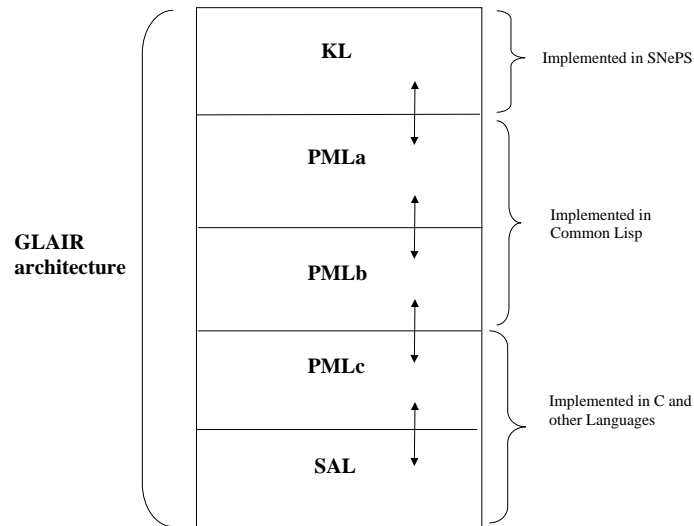 KL
Implemented in SNePS
PMLa
Implemented in
Common Lisp
GLAIR
architecture
PMLb
PMLc
Implemented in C and
other Languages
SAL